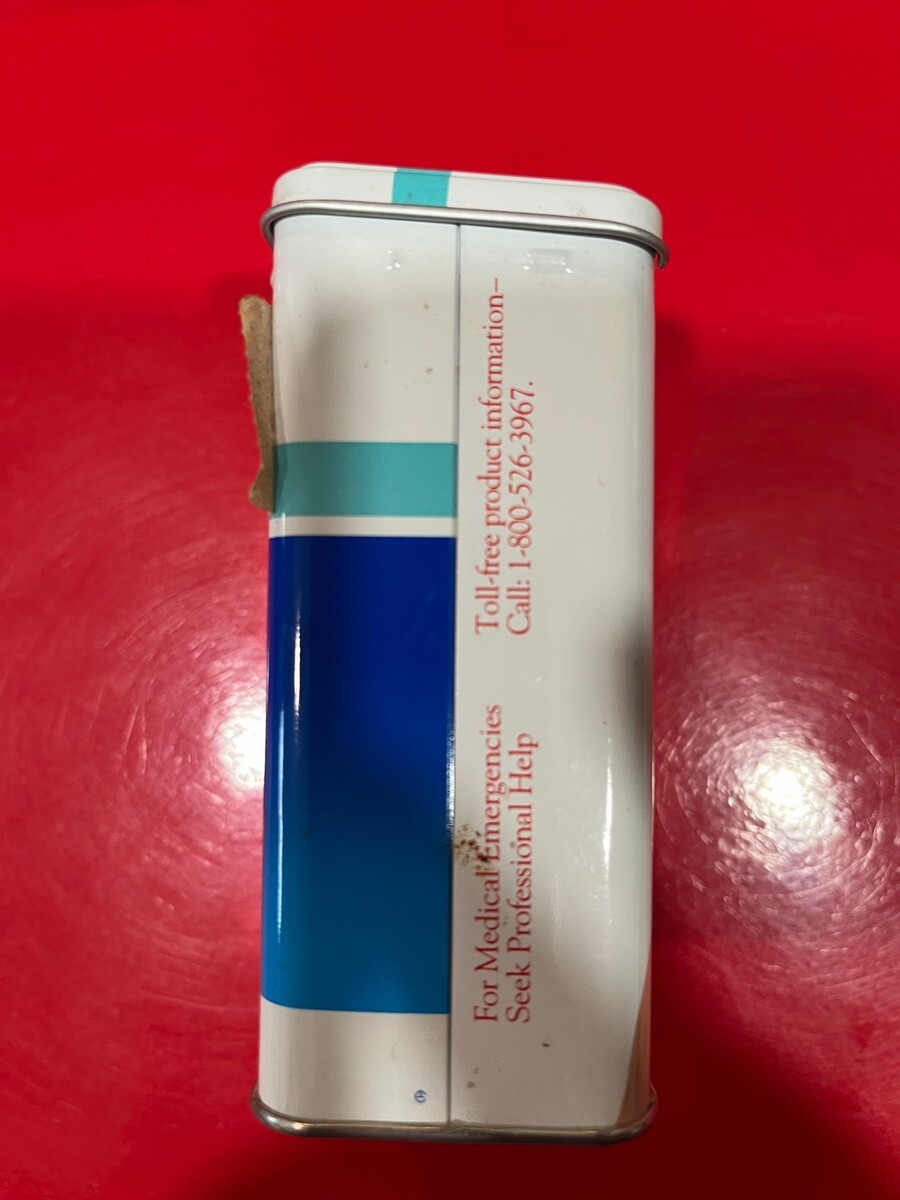 For Medical Emergencies
Seek Professional Help
Toll-free product information–
Call: 1-800-526-3967.